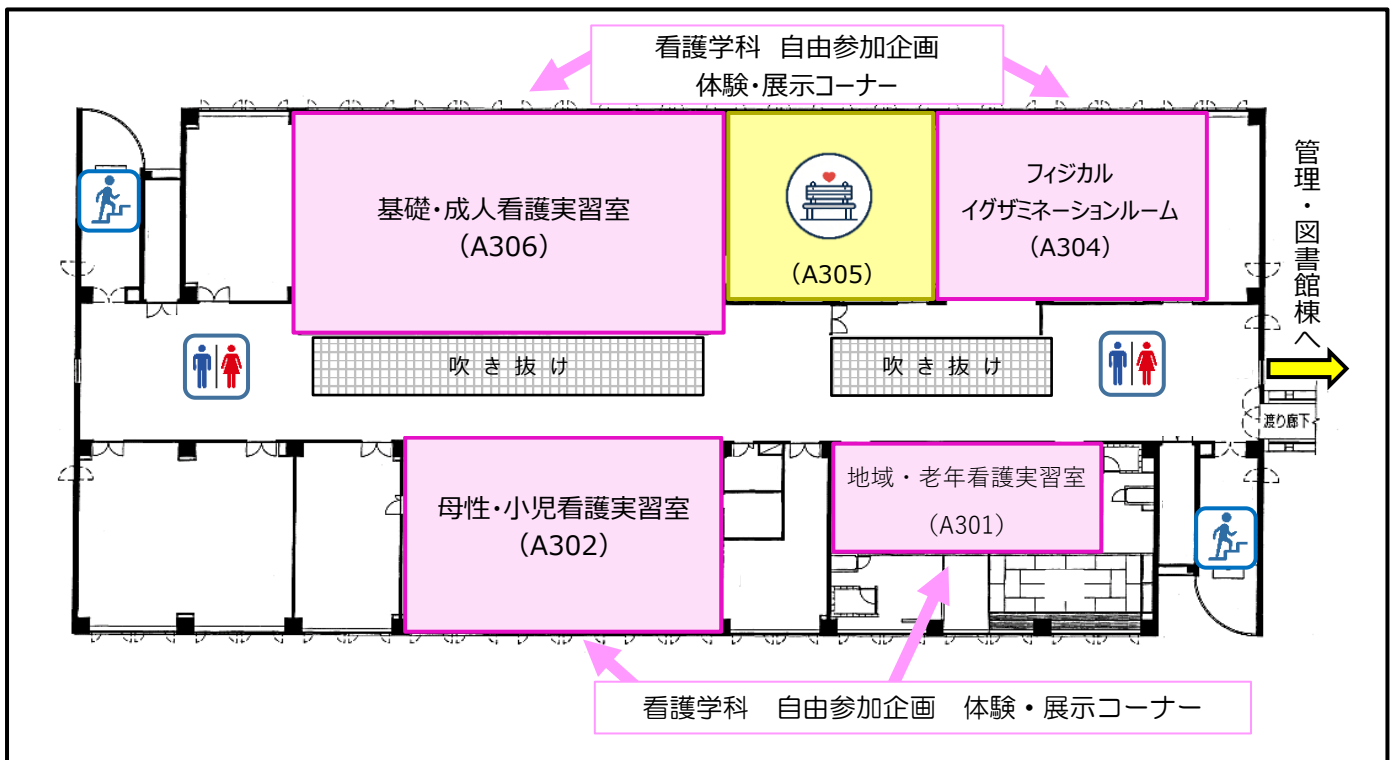 看護学科 自由参加企画
体験・展示コーナー
基礎・成人看護実習室
（A306）
（A305）
フィジカル
イグザミネーションルーム
（A304）
管理・図書館棟へ
吹き抜け
吹き抜け
渡り廊下
母性・小児看護実習室
（A302）
地域・老年看護実習室
（A301）
看護学科 自由参加企画 体験・展示コーナー